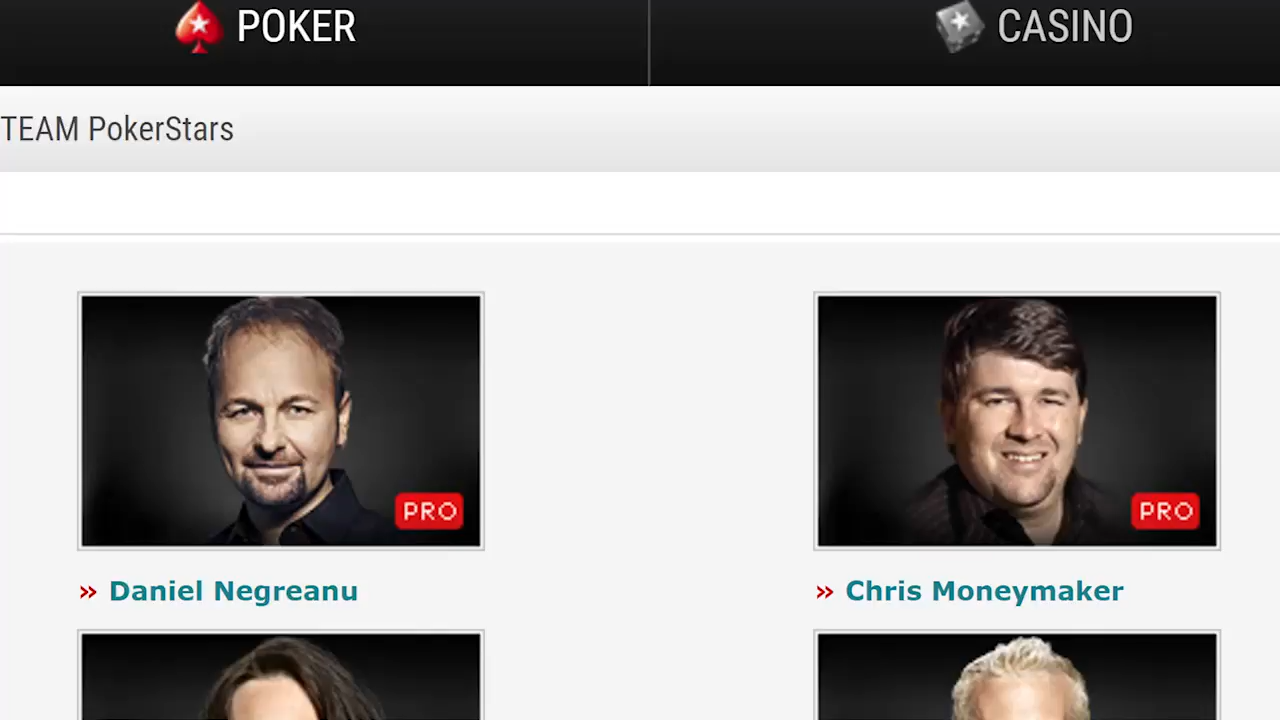 POKER
CASINO
TEAM PokerStars
PRO
PRO
» Daniel Negreanu
» Chris Moneymaker